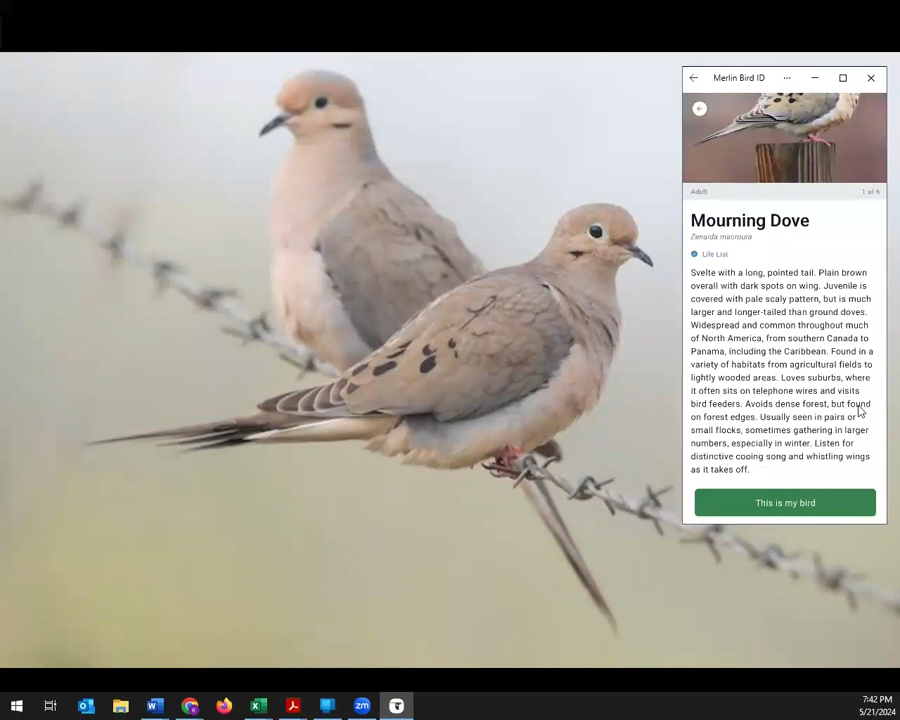 Merlin Bird ID
Adult
1 of 6
Mourning Dove
Zenaida macroura
Life List
Svelte with a long, pointed tail. Plain brown
overall with dark spots on wing. Juvenile is
covered with pale scaly pattern, but is much
larger and longer-tailed than ground doves.
Widespread and common throughout much
of North America, from southern Canada to
Panama, including the Caribbean. Found in a
variety of habitats from agricultural fields to
lightly wooded areas. Loves suburbs, where
it often sits on telephone wires and visits
bird feeders. Avoids dense forest, but found
on forest edges. Usually seen in pairs or
small flocks, sometimes gathering in larger
numbers, especially in winter. Listen for
distinctive cooing song and whistling wings
as it takes off.
This is my bird
zm
7:42 PM
5/21/2024